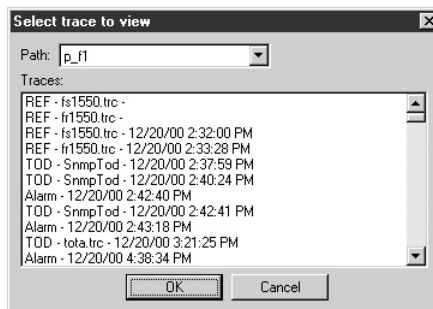 Select trace to view
Path: p_f1
Traces:
REF - fs1550.trc -
REF - fr1550.trc -
REF - fs1550.trc - 12/20/00 2:32:00 PM
REF - fr1550.trc - 12/20/00 2:33:28 PM
TOD - SnmpTod - 12/20/00 2:37:59 PM
TOD - SnmpTod - 12/20/00 2:40:24 PM
Alarm - 12/20/00 2:42:40 PM
TOD - SnmpTod - 12/20/00 2:42:41 PM
Alarm - 12/20/00 2:43:18 PM
TOD - tota.trc - 12/20/00 3:21:25 PM
Alarm - 12/20/00 4:38:34 PM
OK Cancel